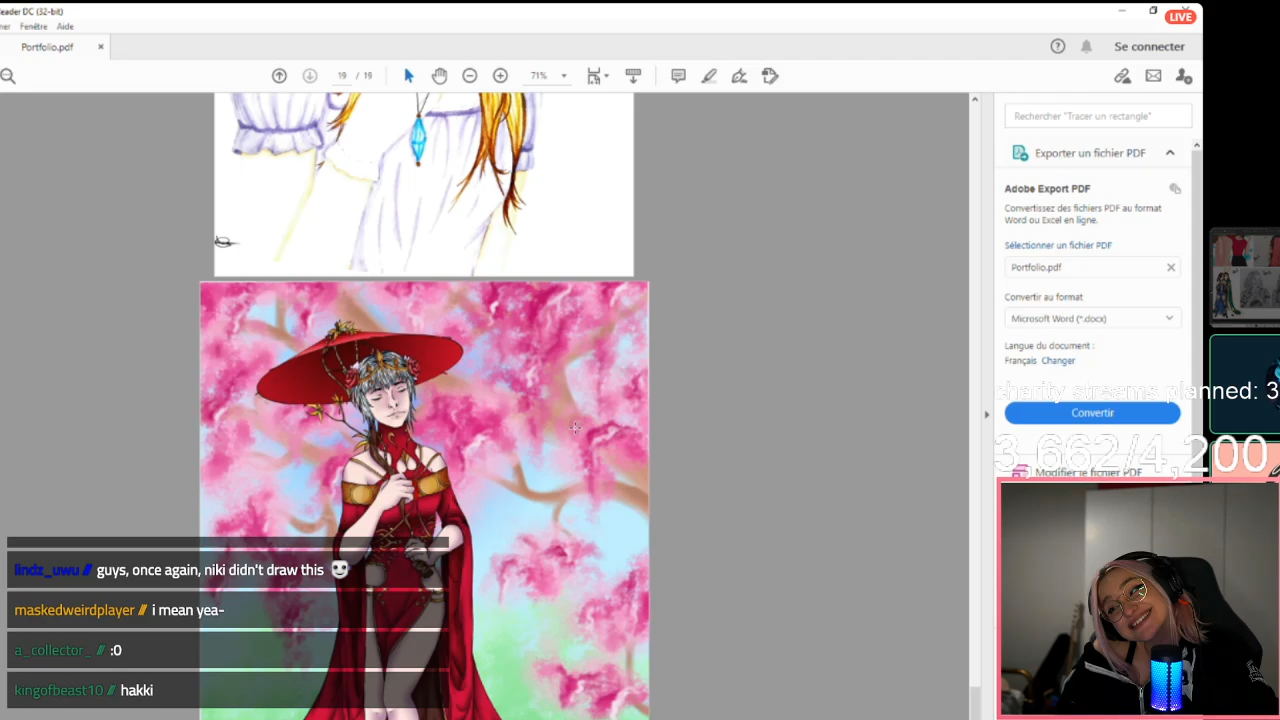 eader DC (32-bit)
LIVE
ner Fenêtre Aide
Portfolio.pdf
Se connecter
19 / 19
71%
Rechercher "Tracer un rectangle"
Exporter un fichier PDF
Adobe Export PDF
Convertissez des fichiers PDF au format
Word ou Excel en ligne.
Sélectionner un fichier PDF
Portfolio.pdf
Convertir au format
Microsoft Word (*.docx)
Langue du document :
Français Changer
charity streams planned: 3
Convertir
3,662/4,200
Modifier le fichier PDF
lindz_uwu // guys, once again, niki didn't draw this
maskedweirdplayer // i mean yea-
a_collector_ // :0
kingofbeast10 // hakki